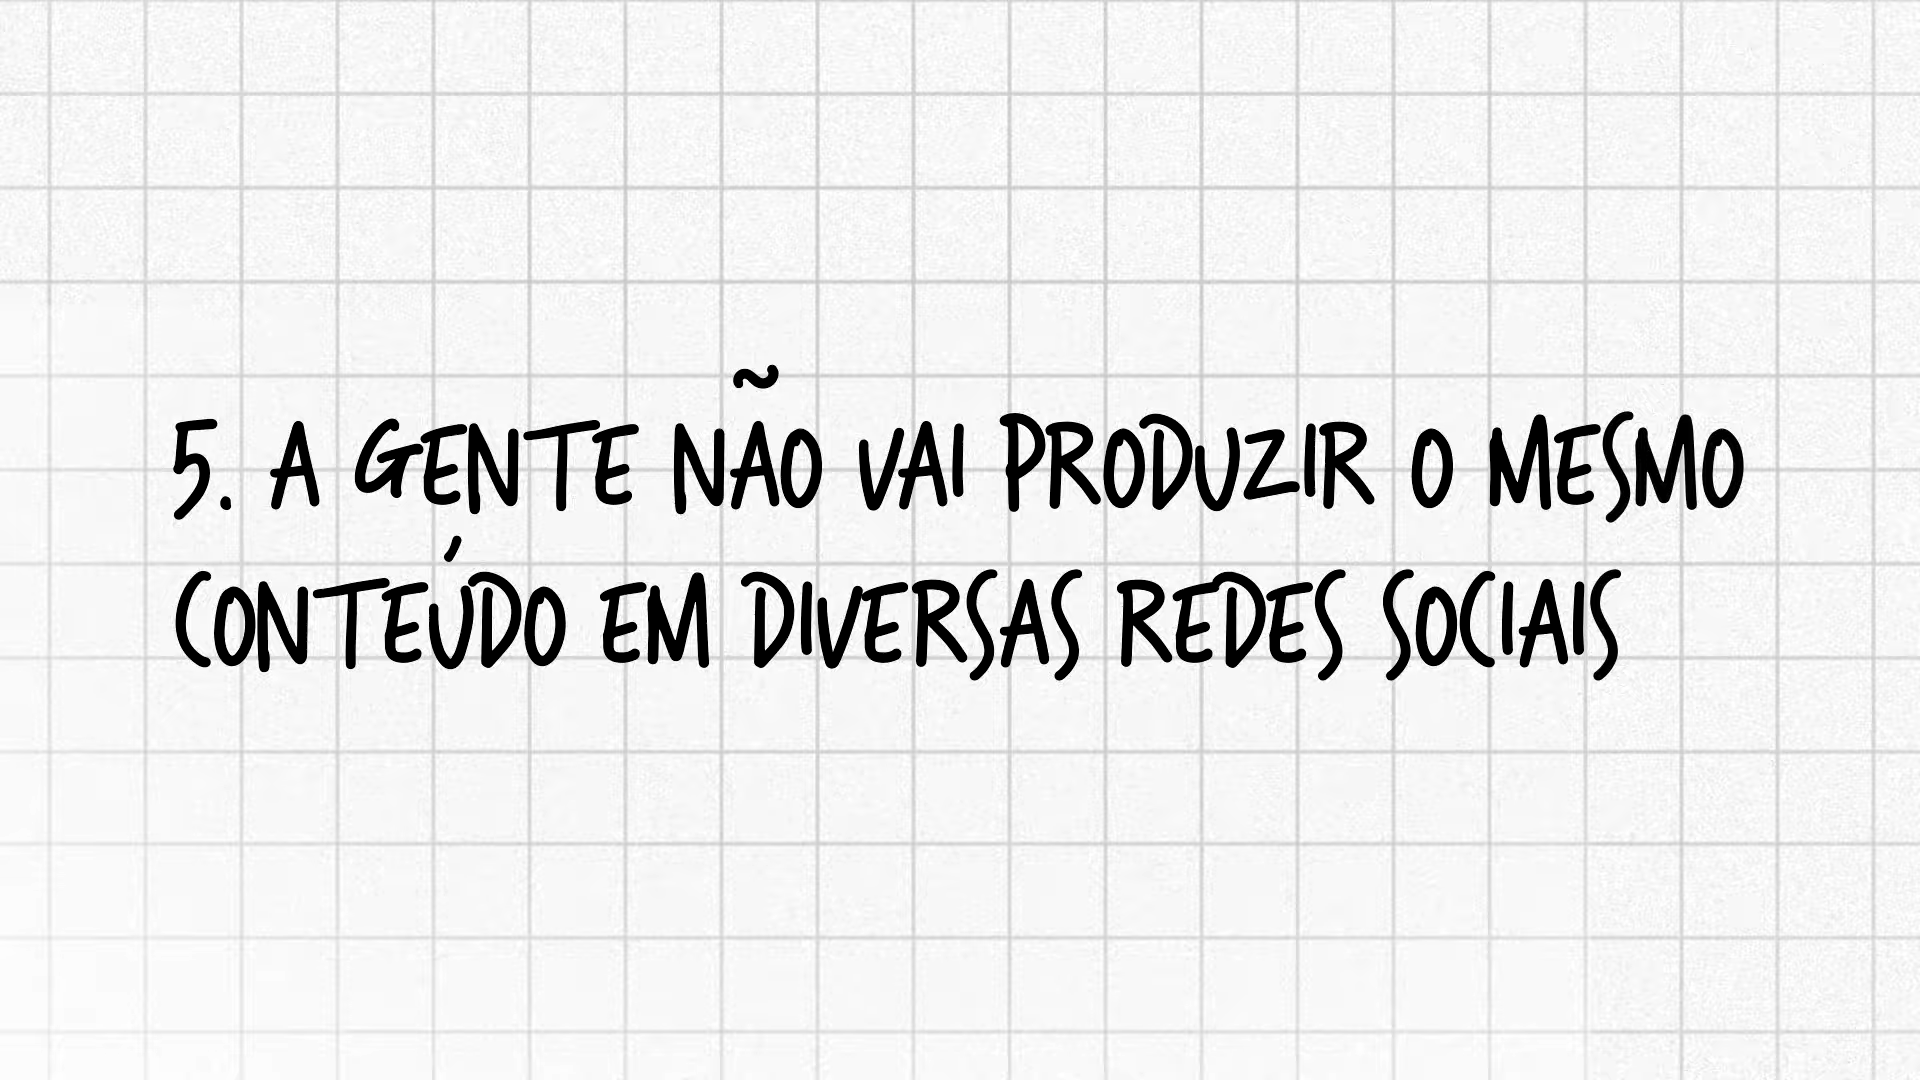 5. A GENTE NÃO VAI PRODUZIR O MESMO
CONTEÚDO EM DIVERSAS REDES SOCIAIS